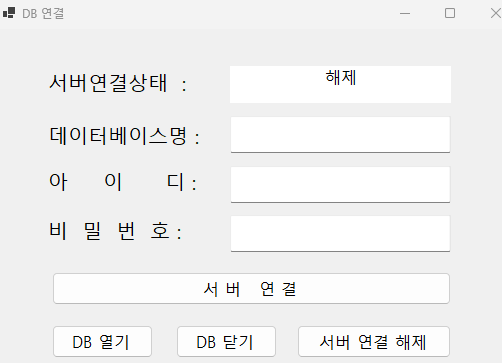 DB 연결
서버연결상태 : 해제
데이터베이스명 :
아 이 디 :
비 밀 번 호 :
서 버 연 결
DB 열기 DB 닫기 서버 연결 해제